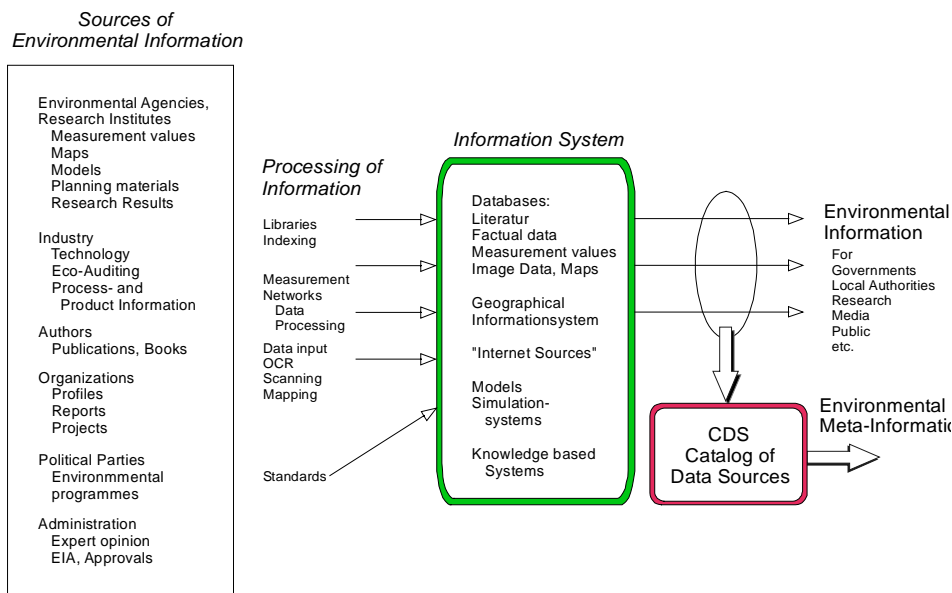 Sources of
Environmental Information
Environmental Agencies,
Research Institutes
Measurement values
Maps
Models
Planning materials
Research Results
Industry
Technology
Eco-Auditing
Process- and
Product Information
Authors
Publications, Books
Organizations
Profiles
Reports
Projects
Political Parties
Environmmental
programmes
Administration
Expert opinion
EIA, Approvals
Processing of
Information
Libraries
Indexing
Measurement
Networks
Data
Processing
Data input
OCR
Scanning
Mapping
Standards
Information System
Databases:
Literatur
Factual data
Measurement values
Image Data, Maps
Geographical
Informationsystem
"Internet Sources"
Models
Simulation-
systems
Knowledge based
Systems
Environmental
Information
For
Governments
Local Authorities
Research
Media
Public
etc.
CDS
Catalog of
Data Sources
Environmental
Meta-Informatio